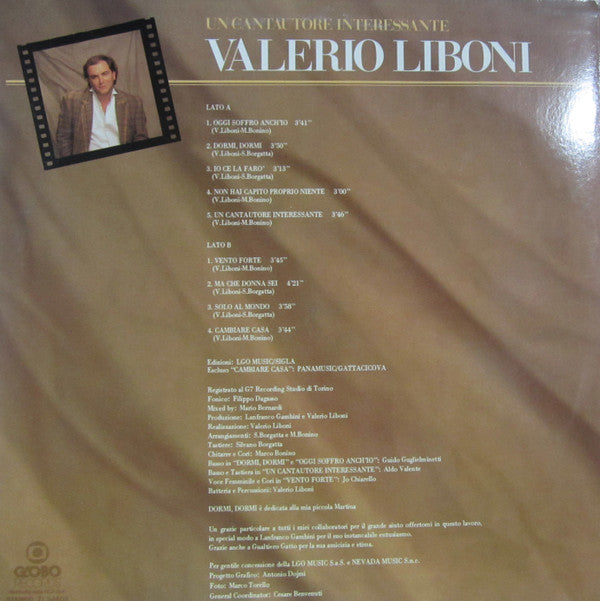 UN CANTAUTORE INTERESSANTE
VALERIO LIBONI
LATO A
1. OGGI SOFFRO ANCH'IO 3'41"
(V.Liboni-M.Bonino)
2. DORMI, DORMI 3'50"
(V.Liboni-S.Borgatta)
3. IO CE LA FARO' 3'13"
(V.Liboni-S.Borgatta)
4. NON HAI CAPITO PROPRIO NIENTE 3'00"
(V.Liboni-M.Bonino)
5. UN CANTAUTORE INTERESSANTE 3'46"
(V.Liboni-M.Bonino)
LATO B
1. VENTO FORTE 3'45"
(V.Liboni-M.Bonino)
2. MA CHE DONNA SEI 4'21"
(V.Liboni-S.Borgatta)
3. SOLO AL MONDO 3'58"
(V.Liboni-S.Borgatta)
4. CAMBIARE CASA 3'44"
(V.Liboni-M.Bonino)
Edizioni: LGO MUSIC/SIGLA
Escluso "CAMBIARE CASA": PANAMUSIC/GATTACICOVA
Registrato al G7 Recording Studio di Torino
Fonico: Filippo Dagasso
Mixed by: Mario Bernardi
Produzione: Lanfranco Gambini e Valerio Liboni
Realizzazione: Valerio Liboni
Arrangiamenti: S.Borgatta e M.Bonino
Tastiere: Silvano Borgatta
Chitarre e Cori: Marco Bonino
Basso in "DORMI, DORMI" e "OGGI SOFFRO ANCH'IO": Guido Guglielminetti
Basso e Tastiera in "UN CANTAUTORE INTERESSANTE": Aldo Valente
Voce Femminile e Cori in "VENTO FORTE": Jo Chiarello
Batteria e Percussioni: Valerio Liboni
DORMI, DORMI è dedicata alla mia piccola Martina
Un grazie particolare a tutti i miei collaboratori per il grande aiuto offertomi in questo lavoro,
in special modo a Lanfranco Gambini per il suo instancabile entusiasmo.
Grazie anche a Gualtiero Gatto per la sua amicizia e stima.
Per gentile concessione della LGO MUSIC S.a.S. e NEVADA MUSIC S.n.c.
Progetto Grafico: Antonio Dojmi
Foto: Marco Torello
General Coordinator: Cesare Benvenuti
GLOBO
RECORDS